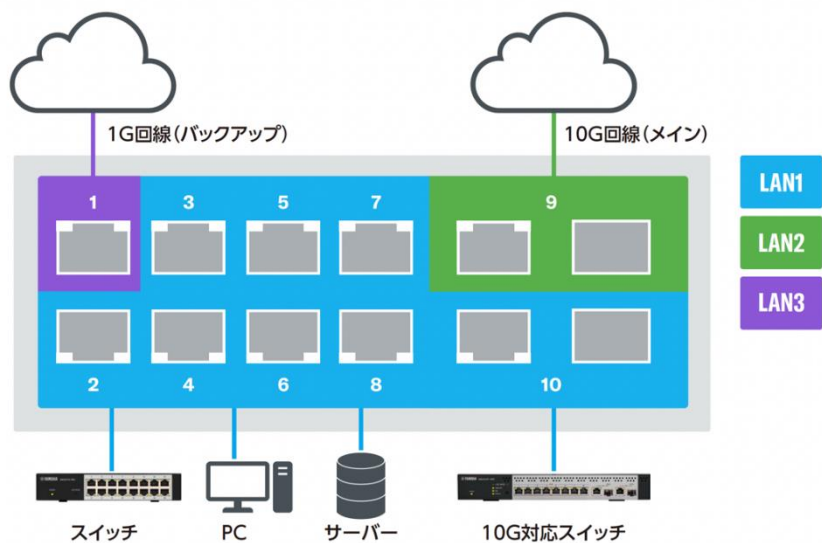 1G回線(バックアップ)
10G回線(メイン)
1
3
5
7
9
2
4
6
8
10
LAN1
LAN2
LAN3
スイッチ
PC
サーバー
10G対応スイッチ